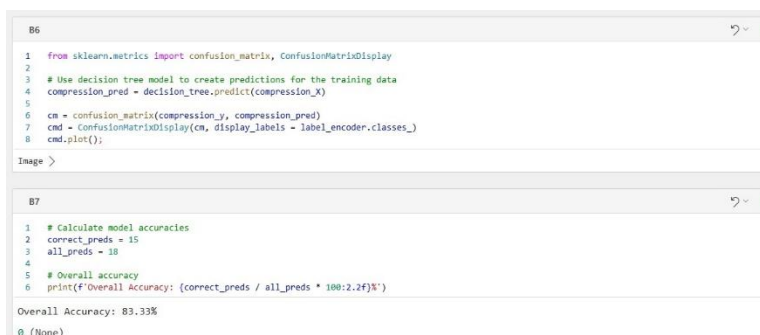 B6
1 from sklearn.metrics import confusion_matrix, ConfusionMatrixDisplay
2
3 # Use decision tree model to create predictions for the training data
4 compression_pred = decision_tree.predict(compression_X)
5
6 cm = confusion_matrix(compression_y, compression_pred)
7 cmd = ConfusionMatrixDisplay(cm, display_labels = label_encoder.classes_)
8 cmd.plot();
Image >
B7
1 # Calculate model accuracies
2 correct_preds = 15
3 all_preds = 18
4
5 # Overall accuracy
6 print(f'Overall Accuracy: {correct_preds / all_preds * 100:2.2f}%')
Overall Accuracy: 83.33%
0 (None)